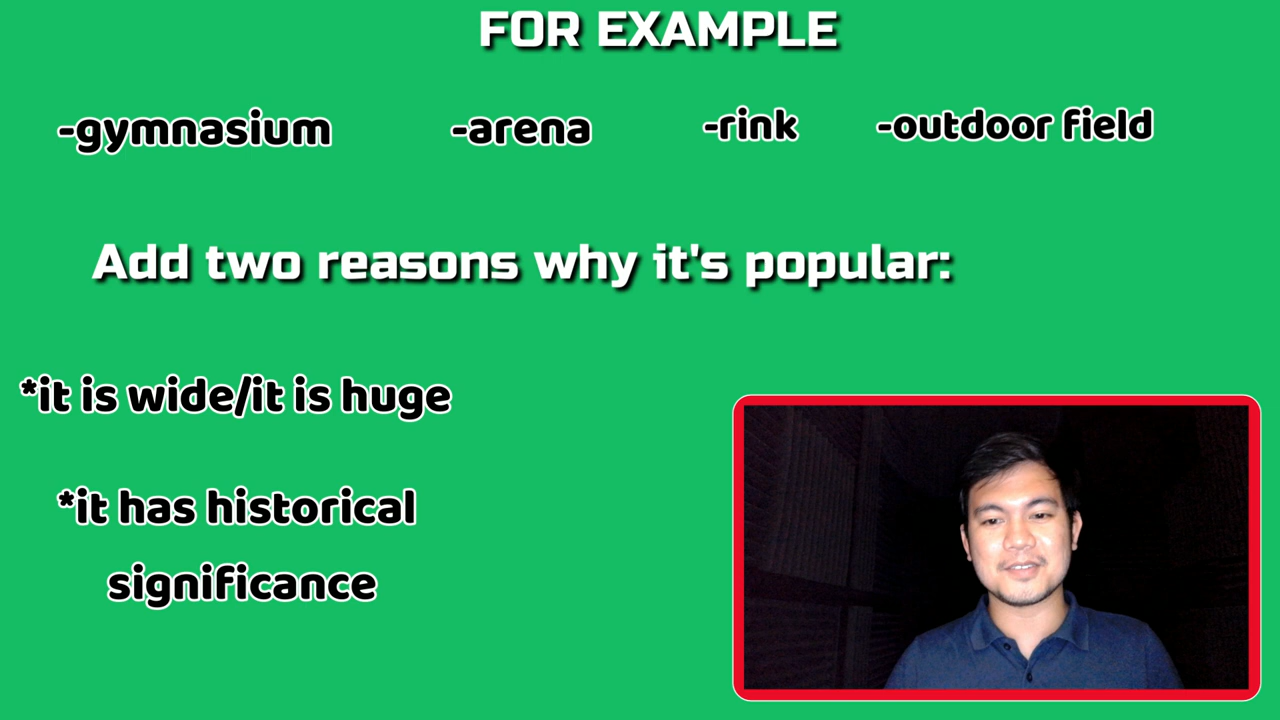 FOR EXAMPLE
-gymnasium -arena -rink -outdoor field
Add two reasons why it's popular:
*it is wide/it is huge
*it has historical
significance